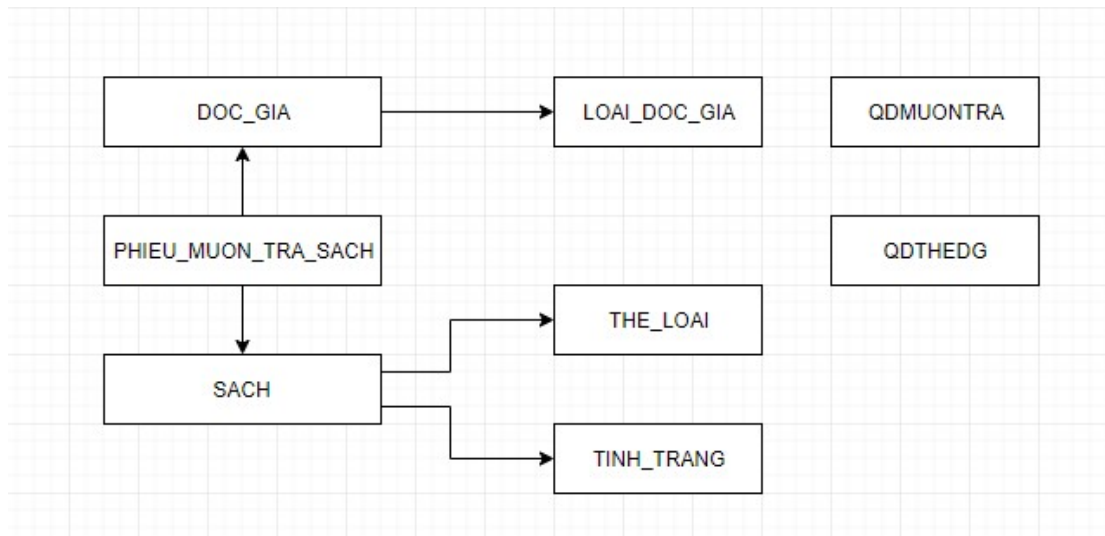 DOC_GIA
LOAI_DOC_GIA
QDMUONTRA
PHIEU_MUON_TRA_SACH
QDTHEDG
THE_LOAI
SACH
TINH_TRANG